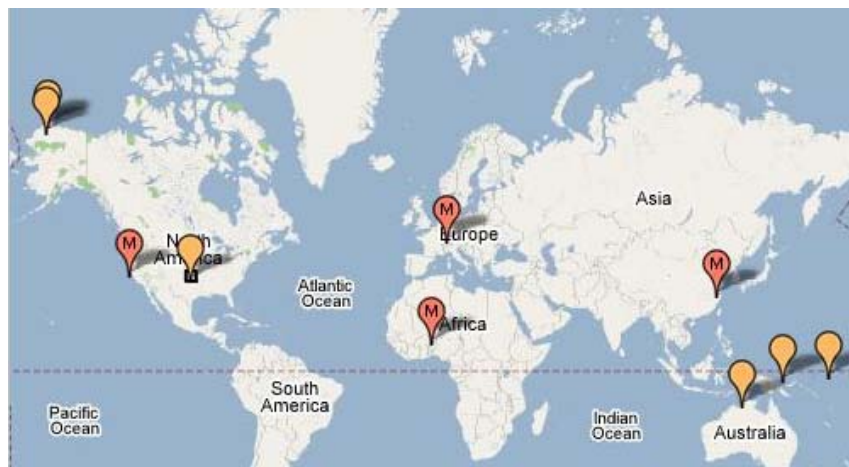 Asia
M
Europe
M
North
America
M
M
Atlantic
Ocean
M
Africa
South
America
Pacific
Ocean
Indian
Ocean
Australia